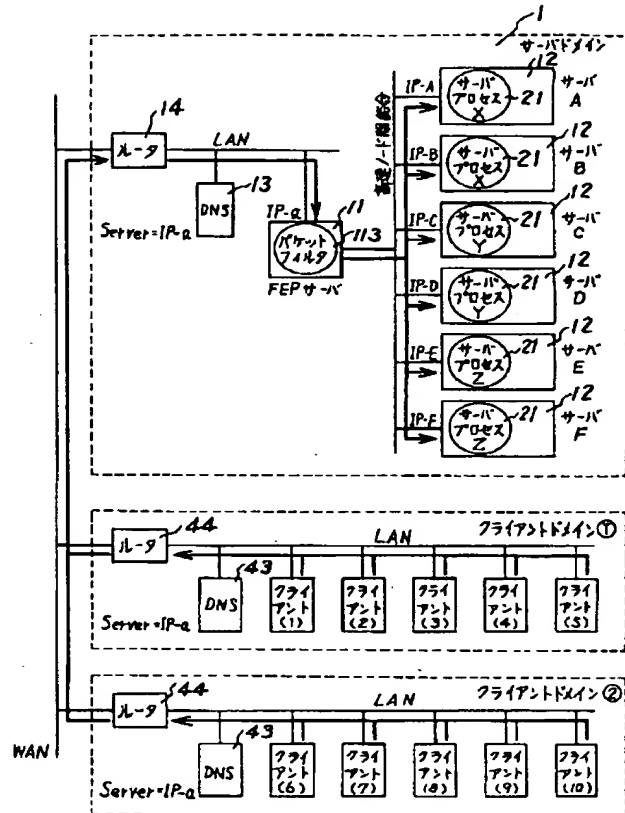 1
サーバドメイン
14
ルータ
LAN
DNS
13
Server=IP-a
IP-a
11
パケット
フィルタ
113
FEPサーバ
IP-A
サーバ
プロセス
X
21
12
サーバ
A
IP-B
サーバ
プロセス
X
21
12
サーバ
B
IP-C
サーバ
プロセス
Y
21
12
サーバ
C
IP-D
サーバ
プロセス
Y
21
12
サーバ
D
IP-E
サーバ
プロセス
Z
21
12
サーバ
E
IP-F
サーバ
プロセス
Z
21
12
サーバ
F
WAN
44
ルータ
LAN
クライアントドメイン①
43
DNS
Server=IP-a
クライ
アント
(1)
クライ
アント
(2)
クライ
アント
(3)
クライ
アント
(4)
クライ
アント
(5)
44
ルータ
LAN
クライアントドメイン②
43
DNS
Server=IP-a
クライ
アント
(6)
クライ
アント
(7)
クライ
アント
(8)
クライ
アント
(9)
クライ
アント
(10)